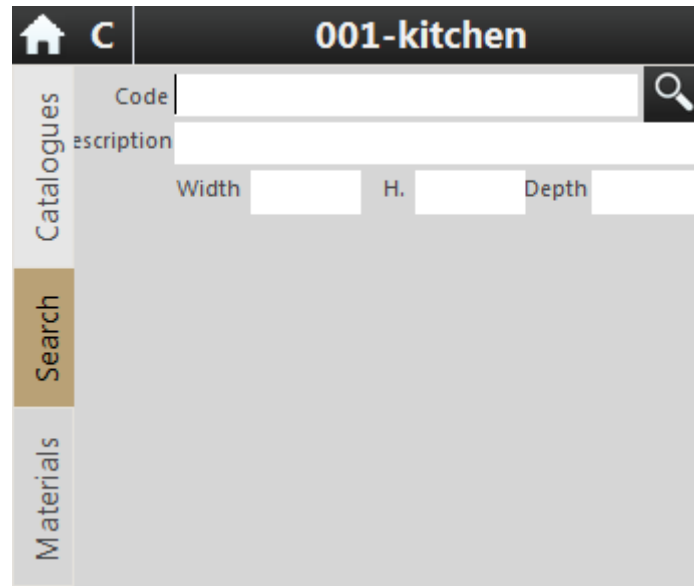 C 001-kitchen
Catalogues
Search
Materials
Code
escription
Width H. Depth